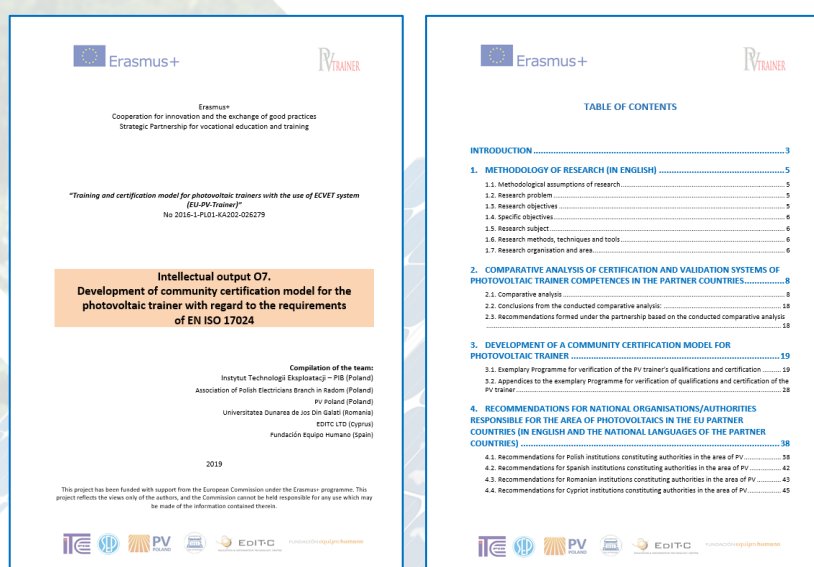 Erasmus+
PVTRAINER
Erasmus+
Cooperation for innovation and the exchange of good practices
Strategic Partnership for vocational education and training
"Training and certification model for photovoltaic trainers with the use of ECVET system
(EU-PV-Trainer)"
No 2016-1-PL01-KA202-026279
Intellectual output O7.
Development of community certification model for the
photovoltaic trainer with regard to the requirements
of EN ISO 17024
Compilation of the team:
Instytut Technologii Eksploatacji – PIB (Poland)
Association of Polish Electricians Branch in Radom (Poland)
PV Poland (Poland)
Universitatea Dunarea de Jos Din Galati (Romania)
EDITC LTD (Cyprus)
Fundación Equipo Humano (Spain)
2019
This project has been funded with support from the European Commission under the Erasmus+ programme. This
project reflects the views only of the authors, and the Commission cannot be held responsible for any use which may
be made of the information contained therein.
PV
POLAND
EDIT-C
FUNDACIÓNequipohumano
Erasmus+
PVTRAINER
TABLE OF CONTENTS
INTRODUCTION ........ 3
1. METHODOLOGY OF RESEARCH (IN ENGLISH) ........ 5
1.1. Methodological assumptions of research ........ 5
1.2. Research problem ........ 5
1.3. Research objectives ........ 5
1.4. Specific objectives ........ 6
1.5. Research subject ........ 6
1.6. Research methods, techniques and tools ........ 6
1.7. Research organisation and area ........ 6
2. COMPARATIVE ANALYSIS OF CERTIFICATION AND VALIDATION SYSTEMS OF
PHOTOVOLTAIC TRAINER COMPETENCES IN THE PARTNER COUNTRIES ........ 8
2.1. Comparative analysis ........ 8
2.2. Conclusions from the conducted comparative analysis: ........ 18
2.3. Recommendations formed under the partnership based on the conducted comparative analysis
........ 18
3. DEVELOPMENT OF A COMMUNITY CERTIFICATION MODEL FOR
PHOTOVOLTAIC TRAINER ........ 19
3.1. Exemplary Programme for verification of the PV trainer's qualifications and certification ........ 19
3.2. Appendices to the exemplary Programme for verification of qualifications and certification of the
PV trainer ........ 28
4. RECOMMENDATIONS FOR NATIONAL ORGANISATIONS/AUTHORITIES
RESPONSIBLE FOR THE AREA OF PHOTOVOLTAICS IN THE EU PARTNER
COUNTRIES (IN ENGLISH AND THE NATIONAL LANGUAGES OF THE PARTNER
COUNTRIES) ........ 38
4.1. Recommendations for Polish institutions constituting authorities in the area of PV ........ 38
4.2. Recommendations for Spanish institutions constituting authorities in the area of PV ........ 42
4.3. Recommendations for Romanian institutions constituting authorities in the area of PV ........ 43
4.4. Recommendations for Cypriot institutions constituting authorities in the area of PV ........ 45
PV
POLAND
EDIT-C
FUNDACIÓNequipohumano